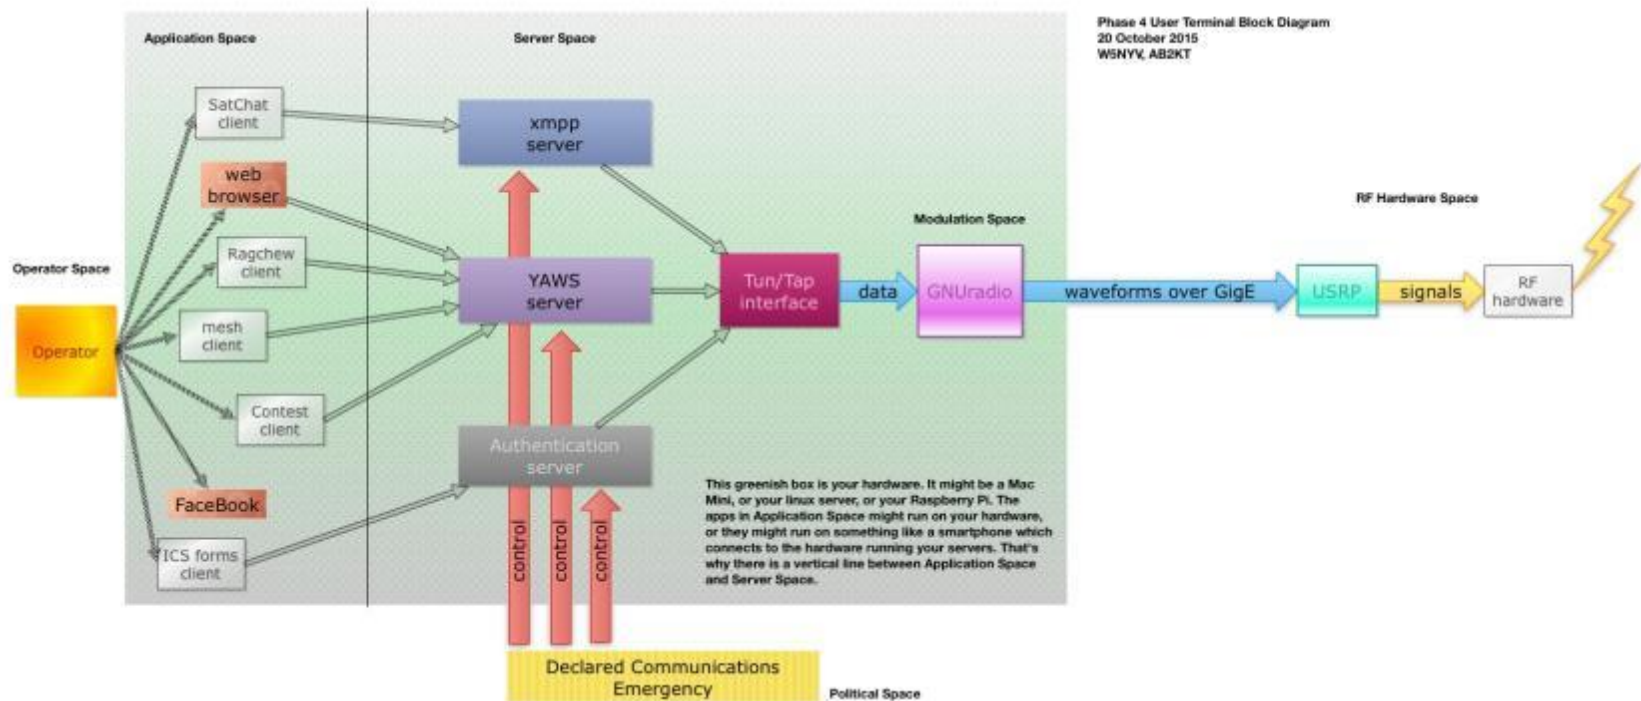 Phase 4 User Terminal Block Diagram
20 October 2015
W5NYV, AB2KT
Application Space
Server Space
SatChat
client
xmpp
server
web
browser
RF Hardware Space
Modulation Space
Operator Space
Ragchew
client
YAWS
server
Tun/Tap
interface
data
GNUradio
waveforms over GigE
USRP
signals
RF
hardware
mesh
client
Operator
Contest
client
Authentication
server
FaceBook
ICS forms
client
This greenish box is your hardware. It might be a Mac
Mini, or your linux server, or your Raspberry Pi. The
apps in Application Space might run on your hardware,
or they might run on something like a smartphone which
connects to the hardware running your servers. That's
why there is a vertical line between Application Space
and Server Space.
control
control
control
Declared Communications
Emergency
Political Space